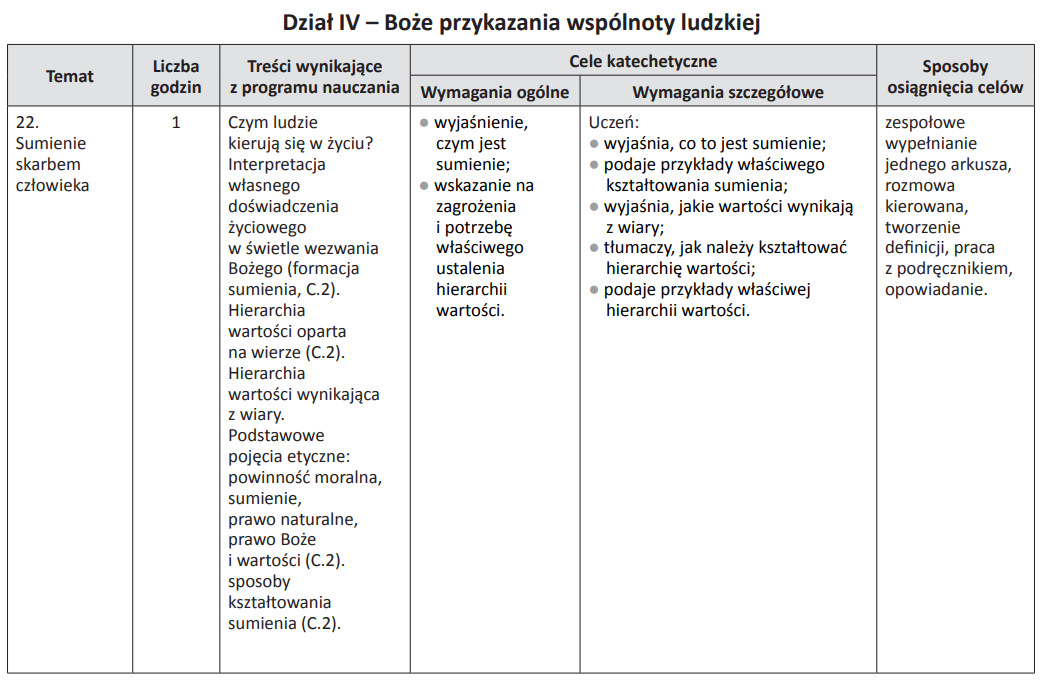 Dział IV – Boże przykazania wspólnoty ludzkiej
Temat
Liczba
godzin
Treści wynikające
z programu nauczania
Cele katechetyczne
Wymagania ogólne
Wymagania szczegółowe
Sposoby
osiągnięcia celów
22.
Sumienie
skarbem
człowieka
1
Czym ludzie
kierują się w życiu?
Interpretacja
własnego
doświadczenia
życiowego
w świetle wezwania
Bożego (formacja
sumienia, C.2).
Hierarchia
wartości oparta
na wierze (C.2).
Hierarchia
wartości wynikająca
z wiary.
Podstawowe
pojęcia etyczne:
powinność moralna,
sumienie,
prawo naturalne,
prawo Boże
i wartości (C.2).
sposoby
kształtowania
sumienia (C.2).
● wyjaśnienie,
czym jest
sumienie;
● wskazanie na
zagrożenia
i potrzebę
właściwego
ustalenia
hierarchii
wartości.
Uczeń:
● wyjaśnia, co to jest sumienie;
● podaje przykłady właściwego
kształtowania sumienia;
● wyjaśnia, jakie wartości wynikają
z wiary;
● tłumaczy, jak należy kształtować
hierarchię wartości;
● podaje przykłady właściwej
hierarchii wartości.
zespołowe
wypełnianie
jednego arkusza,
rozmowa
kierowana,
tworzenie
definicji, praca
z podręcznikiem,
opowiadanie.